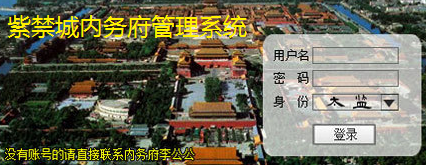 紫禁城内务府管理系统
用户名
密 码
身 份 太监
登录
没有账号的请直接联系内务府李公公